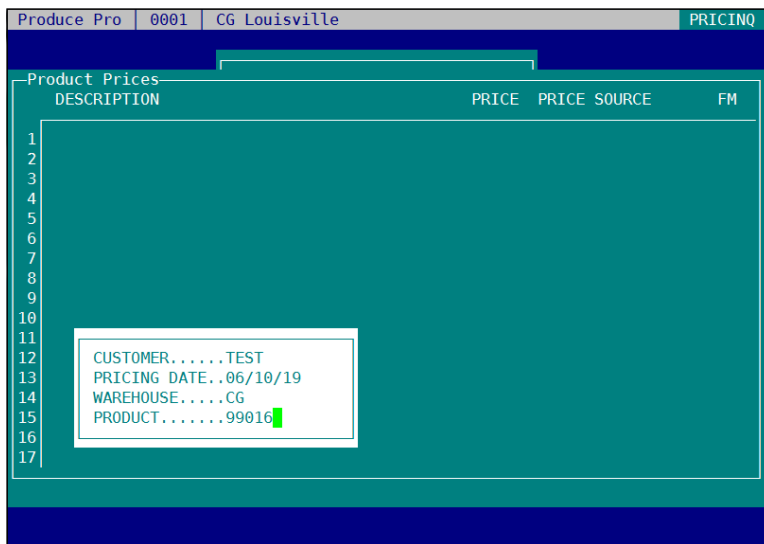 Produce Pro 0001 CG Louisville PRICINQ
Product Prices
DESCRIPTION PRICE PRICE SOURCE FM
1
2
3
4
5
6
7
8
9
10
11
12 CUSTOMER......TEST
13 PRICING DATE..06/10/19
14 WAREHOUSE.....CG
15 PRODUCT.......99016
16
17